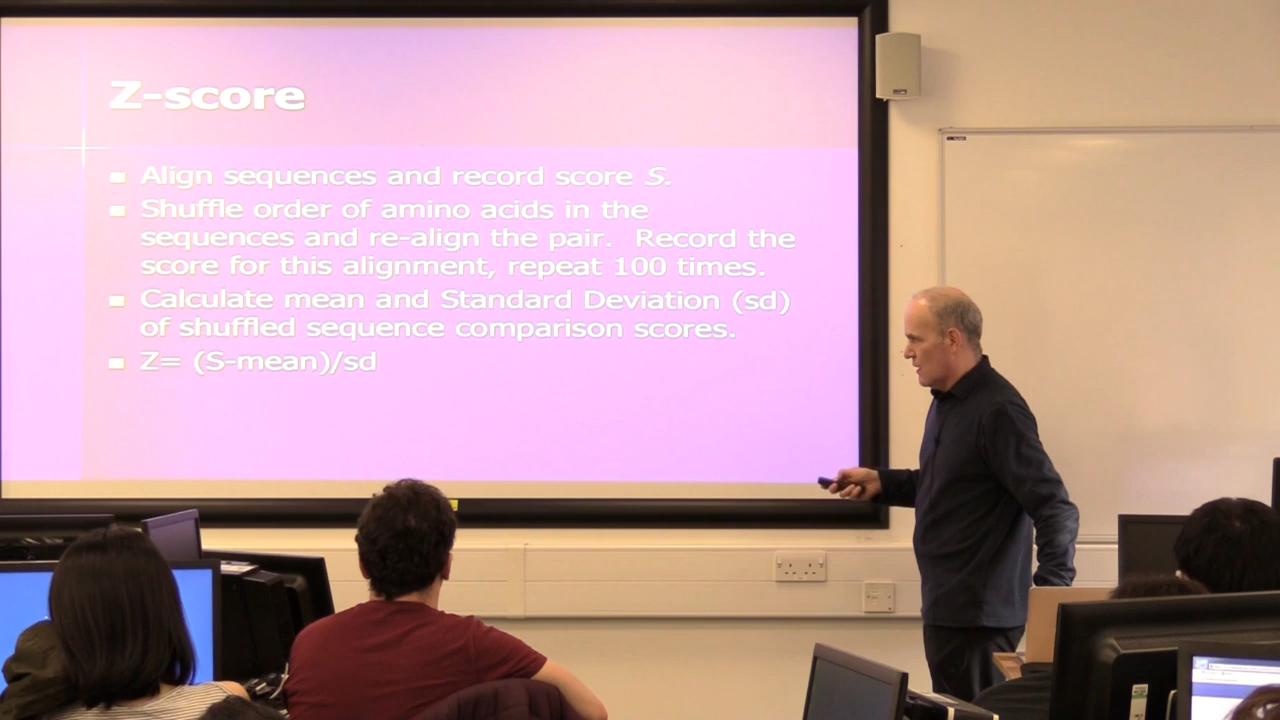 Z-score
Align sequences and record score S.
Shuffle order of amino acids in the
sequences and re-align the pair. Record the
score for this alignment, repeat 100 times.
Calculate mean and Standard Deviation (sd)
of shuffled sequence comparison scores.
Z= (S-mean)/sd